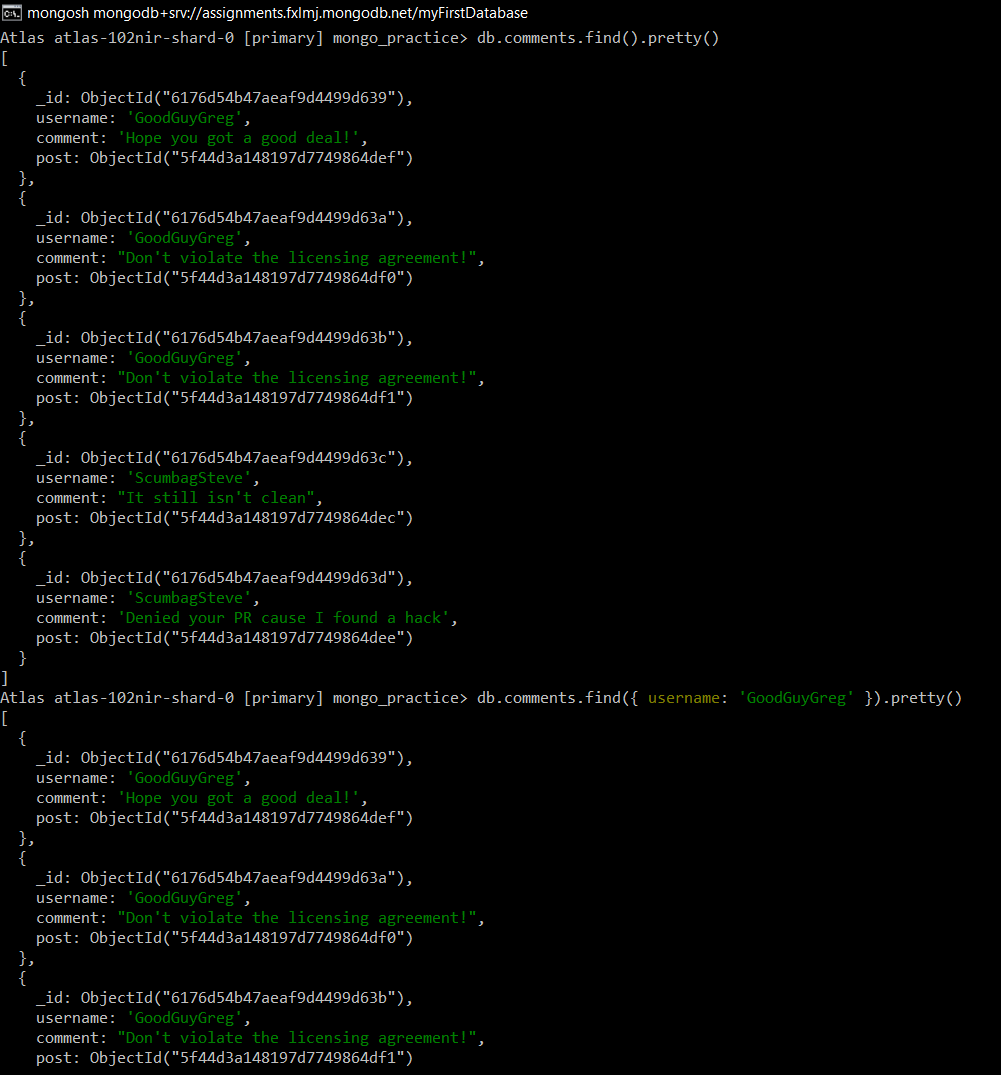 mongosh mongodb+srv://assignments.fxlmj.mongodb.net/myFirstDatabase
Atlas atlas-102nir-shard-0 [primary] mongo_practice> db.comments.find().pretty()
[
  {
    _id: ObjectId("6176d54b47aeaf9d4499d639"),
    username: 'GoodGuyGreg',
    comment: 'Hope you got a good deal!',
    post: ObjectId("5f44d3a148197d7749864def")
  },
  {
    _id: ObjectId("6176d54b47aeaf9d4499d63a"),
    username: 'GoodGuyGreg',
    comment: "Don't violate the licensing agreement!",
    post: ObjectId("5f44d3a148197d7749864df0")
  },
  {
    _id: ObjectId("6176d54b47aeaf9d4499d63b"),
    username: 'GoodGuyGreg',
    comment: "Don't violate the licensing agreement!",
    post: ObjectId("5f44d3a148197d7749864df1")
  },
  {
    _id: ObjectId("6176d54b47aeaf9d4499d63c"),
    username: 'ScumbagSteve',
    comment: "It still isn't clean",
    post: ObjectId("5f44d3a148197d7749864dec")
  },
  {
    _id: ObjectId("6176d54b47aeaf9d4499d63d"),
    username: 'ScumbagSteve',
    comment: 'Denied your PR cause I found a hack',
    post: ObjectId("5f44d3a148197d7749864dee")
  }
]
Atlas atlas-102nir-shard-0 [primary] mongo_practice> db.comments.find({ username: 'GoodGuyGreg' }).pretty()
[
  {
    _id: ObjectId("6176d54b47aeaf9d4499d639"),
    username: 'GoodGuyGreg',
    comment: 'Hope you got a good deal!',
    post: ObjectId("5f44d3a148197d7749864def")
  },
  {
    _id: ObjectId("6176d54b47aeaf9d4499d63a"),
    username: 'GoodGuyGreg',
    comment: "Don't violate the licensing agreement!",
    post: ObjectId("5f44d3a148197d7749864df0")
  },
  {
    _id: ObjectId("6176d54b47aeaf9d4499d63b"),
    username: 'GoodGuyGreg',
    comment: "Don't violate the licensing agreement!",
    post: ObjectId("5f44d3a148197d7749864df1")